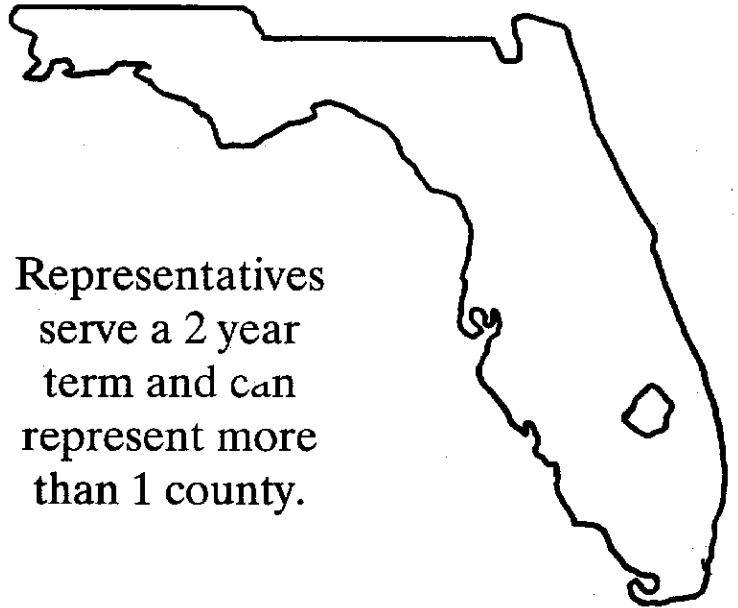 Representatives
serve a 2 year
term and can
represent more
than 1 county.